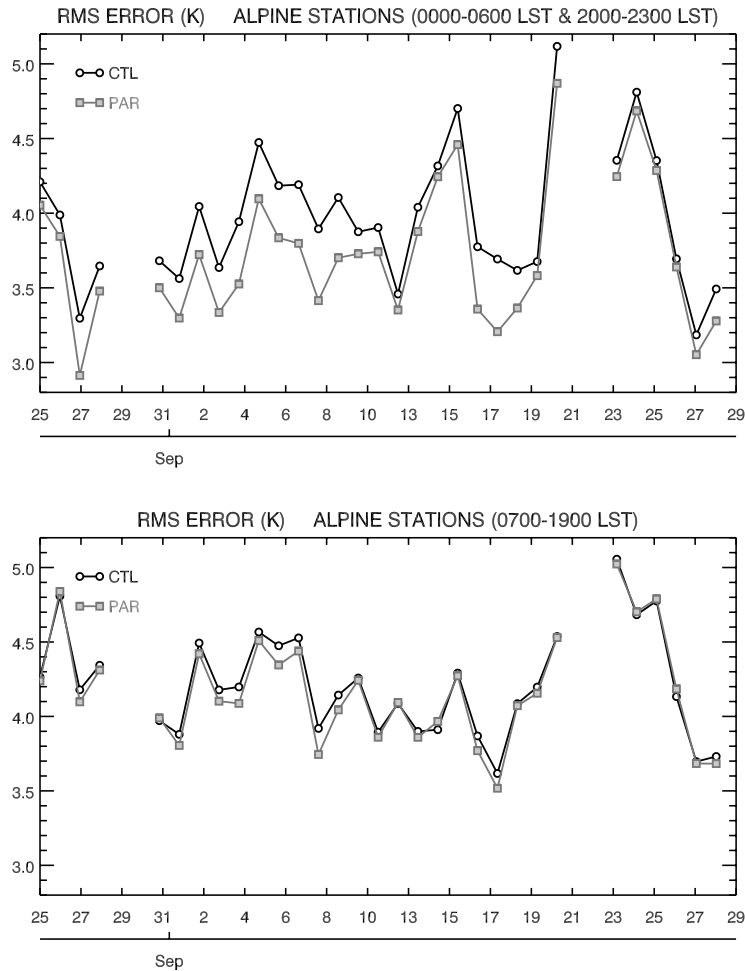 RMS ERROR (K) ALPINE STATIONS (0000-0600 LST & 2000-2300 LST)
5.0
CTL
PAR
4.5
4.0
3.5
3.0
25 27 29 31 2 4 6 8 10 13 15 17 19 21 23 25 27 29
Sep
RMS ERROR (K) ALPINE STATIONS (0700-1900 LST)
5.0
CTL
PAR
4.5
4.0
3.5
3.0
25 27 29 31 2 4 6 8 10 13 15 17 19 21 23 25 27 29
Sep